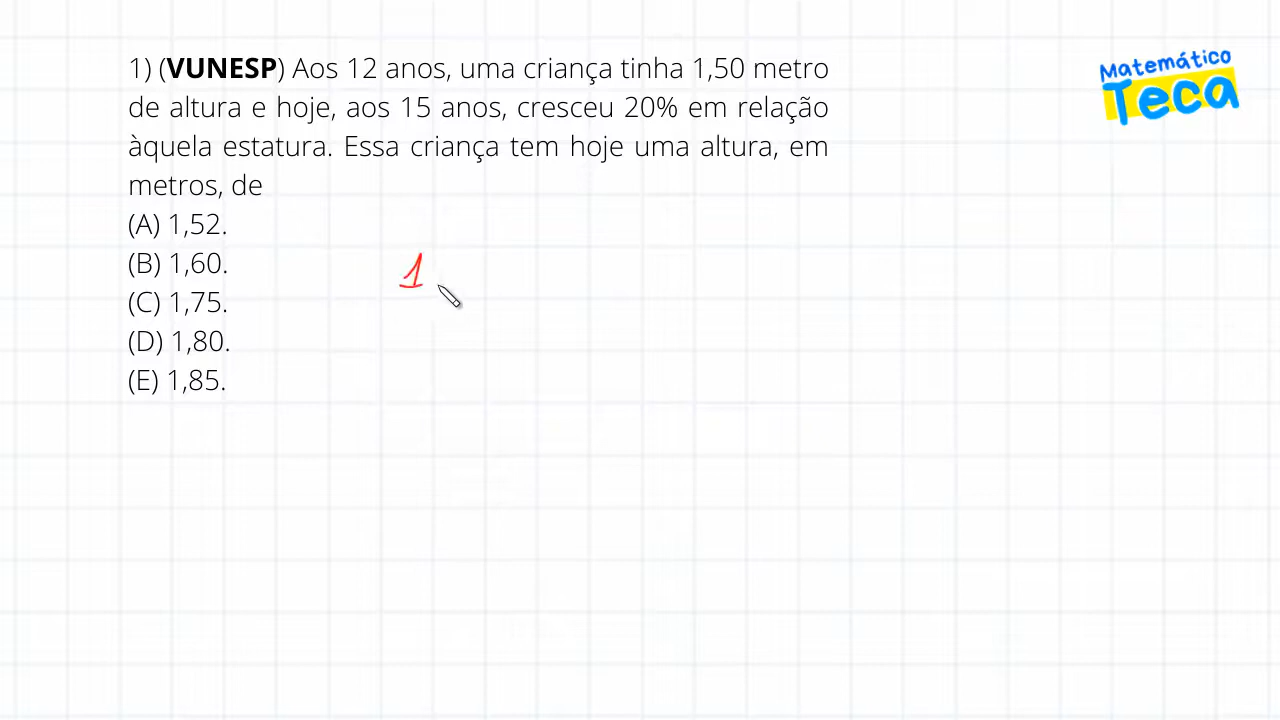 1) (VUNESP) Aos 12 anos, uma criança tinha 1,50 metro
de altura e hoje, aos 15 anos, cresceu 20% em relação
àquela estatura. Essa criança tem hoje uma altura, em
metros, de
(A) 1,52.
(B) 1,60.
(C) 1,75.
(D) 1,80.
(E) 1,85.
1
Matemático
Teca